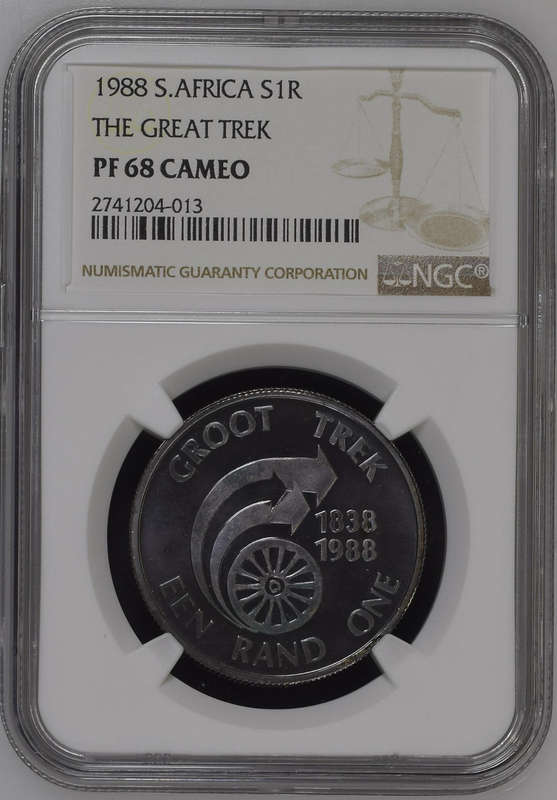 1988 S.AFRICA S1R
THE GREAT TREK
PF 68 CAMEO
2741204-013
NUMISMATIC GUARANTY CORPORATION
NGC®
GROOT TREK
1838
1988
EEN RAND ONE